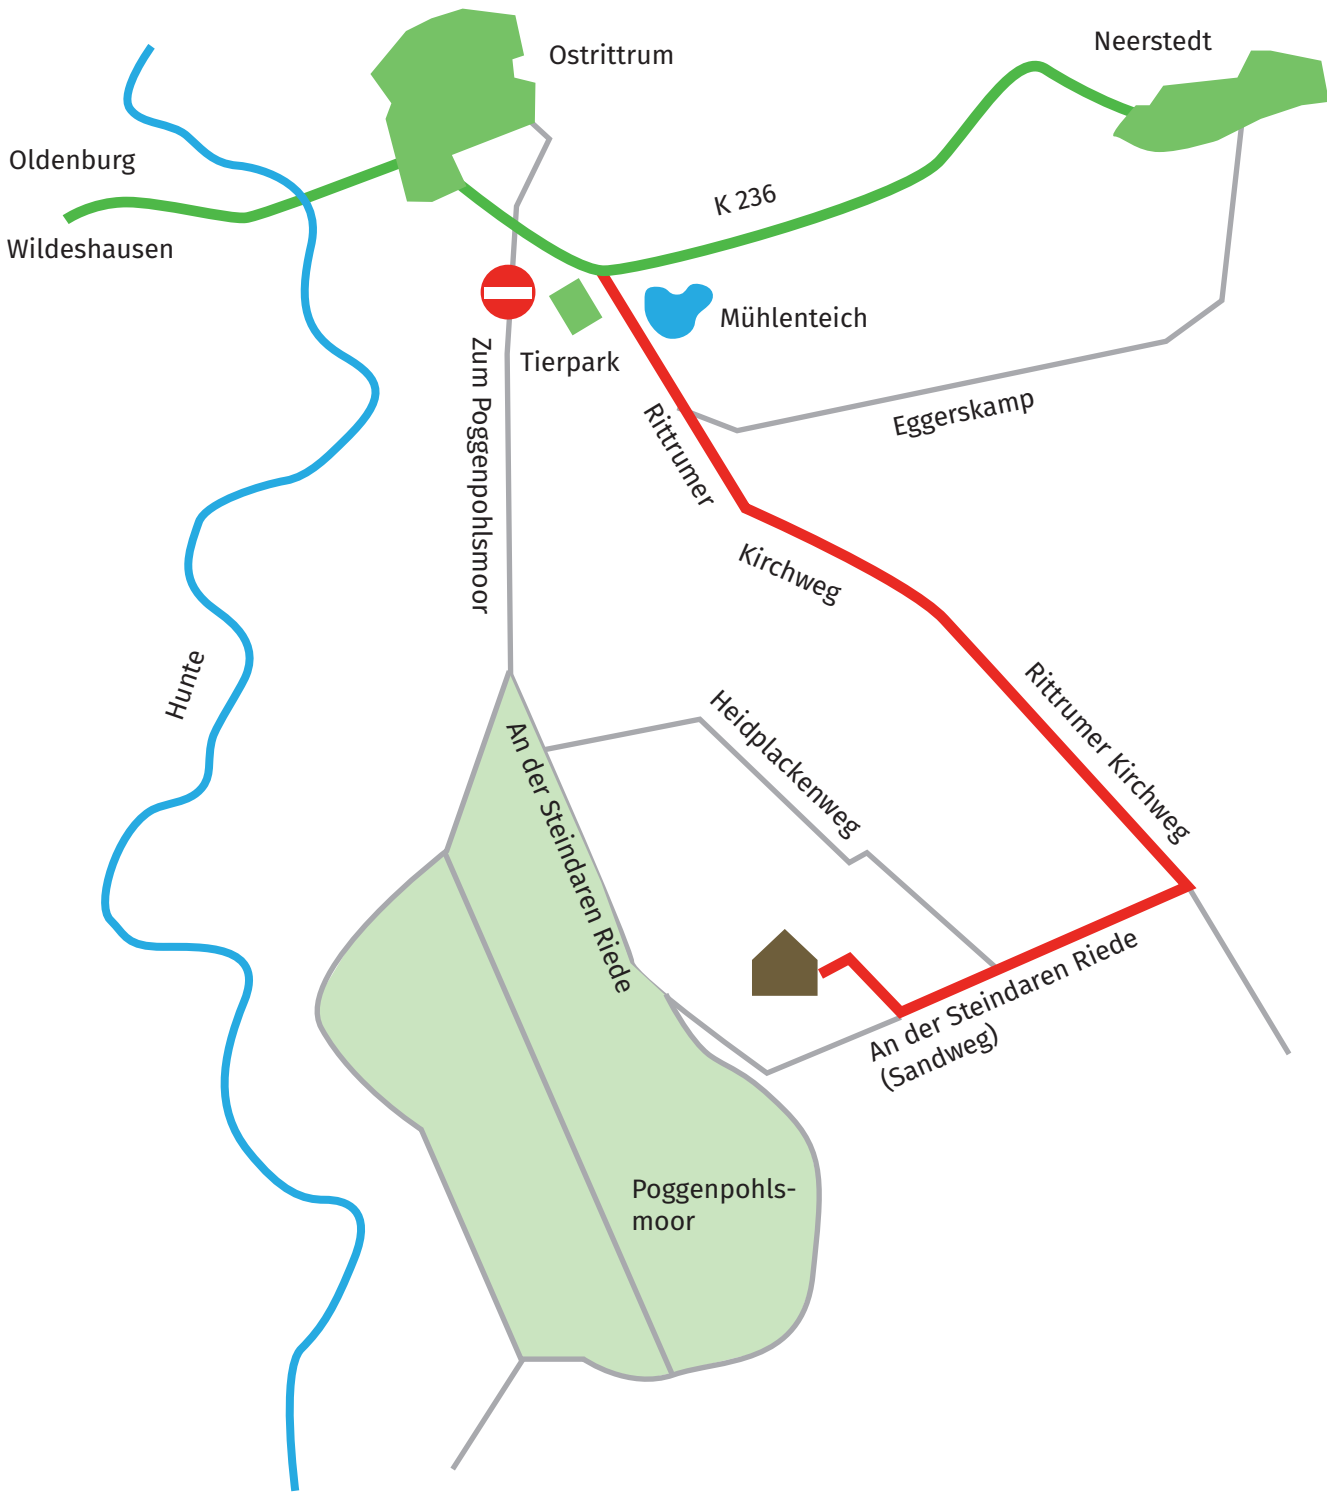 Neerstedt
Ostrittrum
Oldenburg
K 236
Wildeshausen
Mühlenteich
Tierpark
Zum Poggenpohlsmoor
Eggerskamp
Rittrumer
Kirchweg
Hunte
Rittrumer Kirchweg
Heidplackenweg
An der Steindaren Riede
An der Steindaren Riede
(Sandweg)
Poggenpohls-
moor